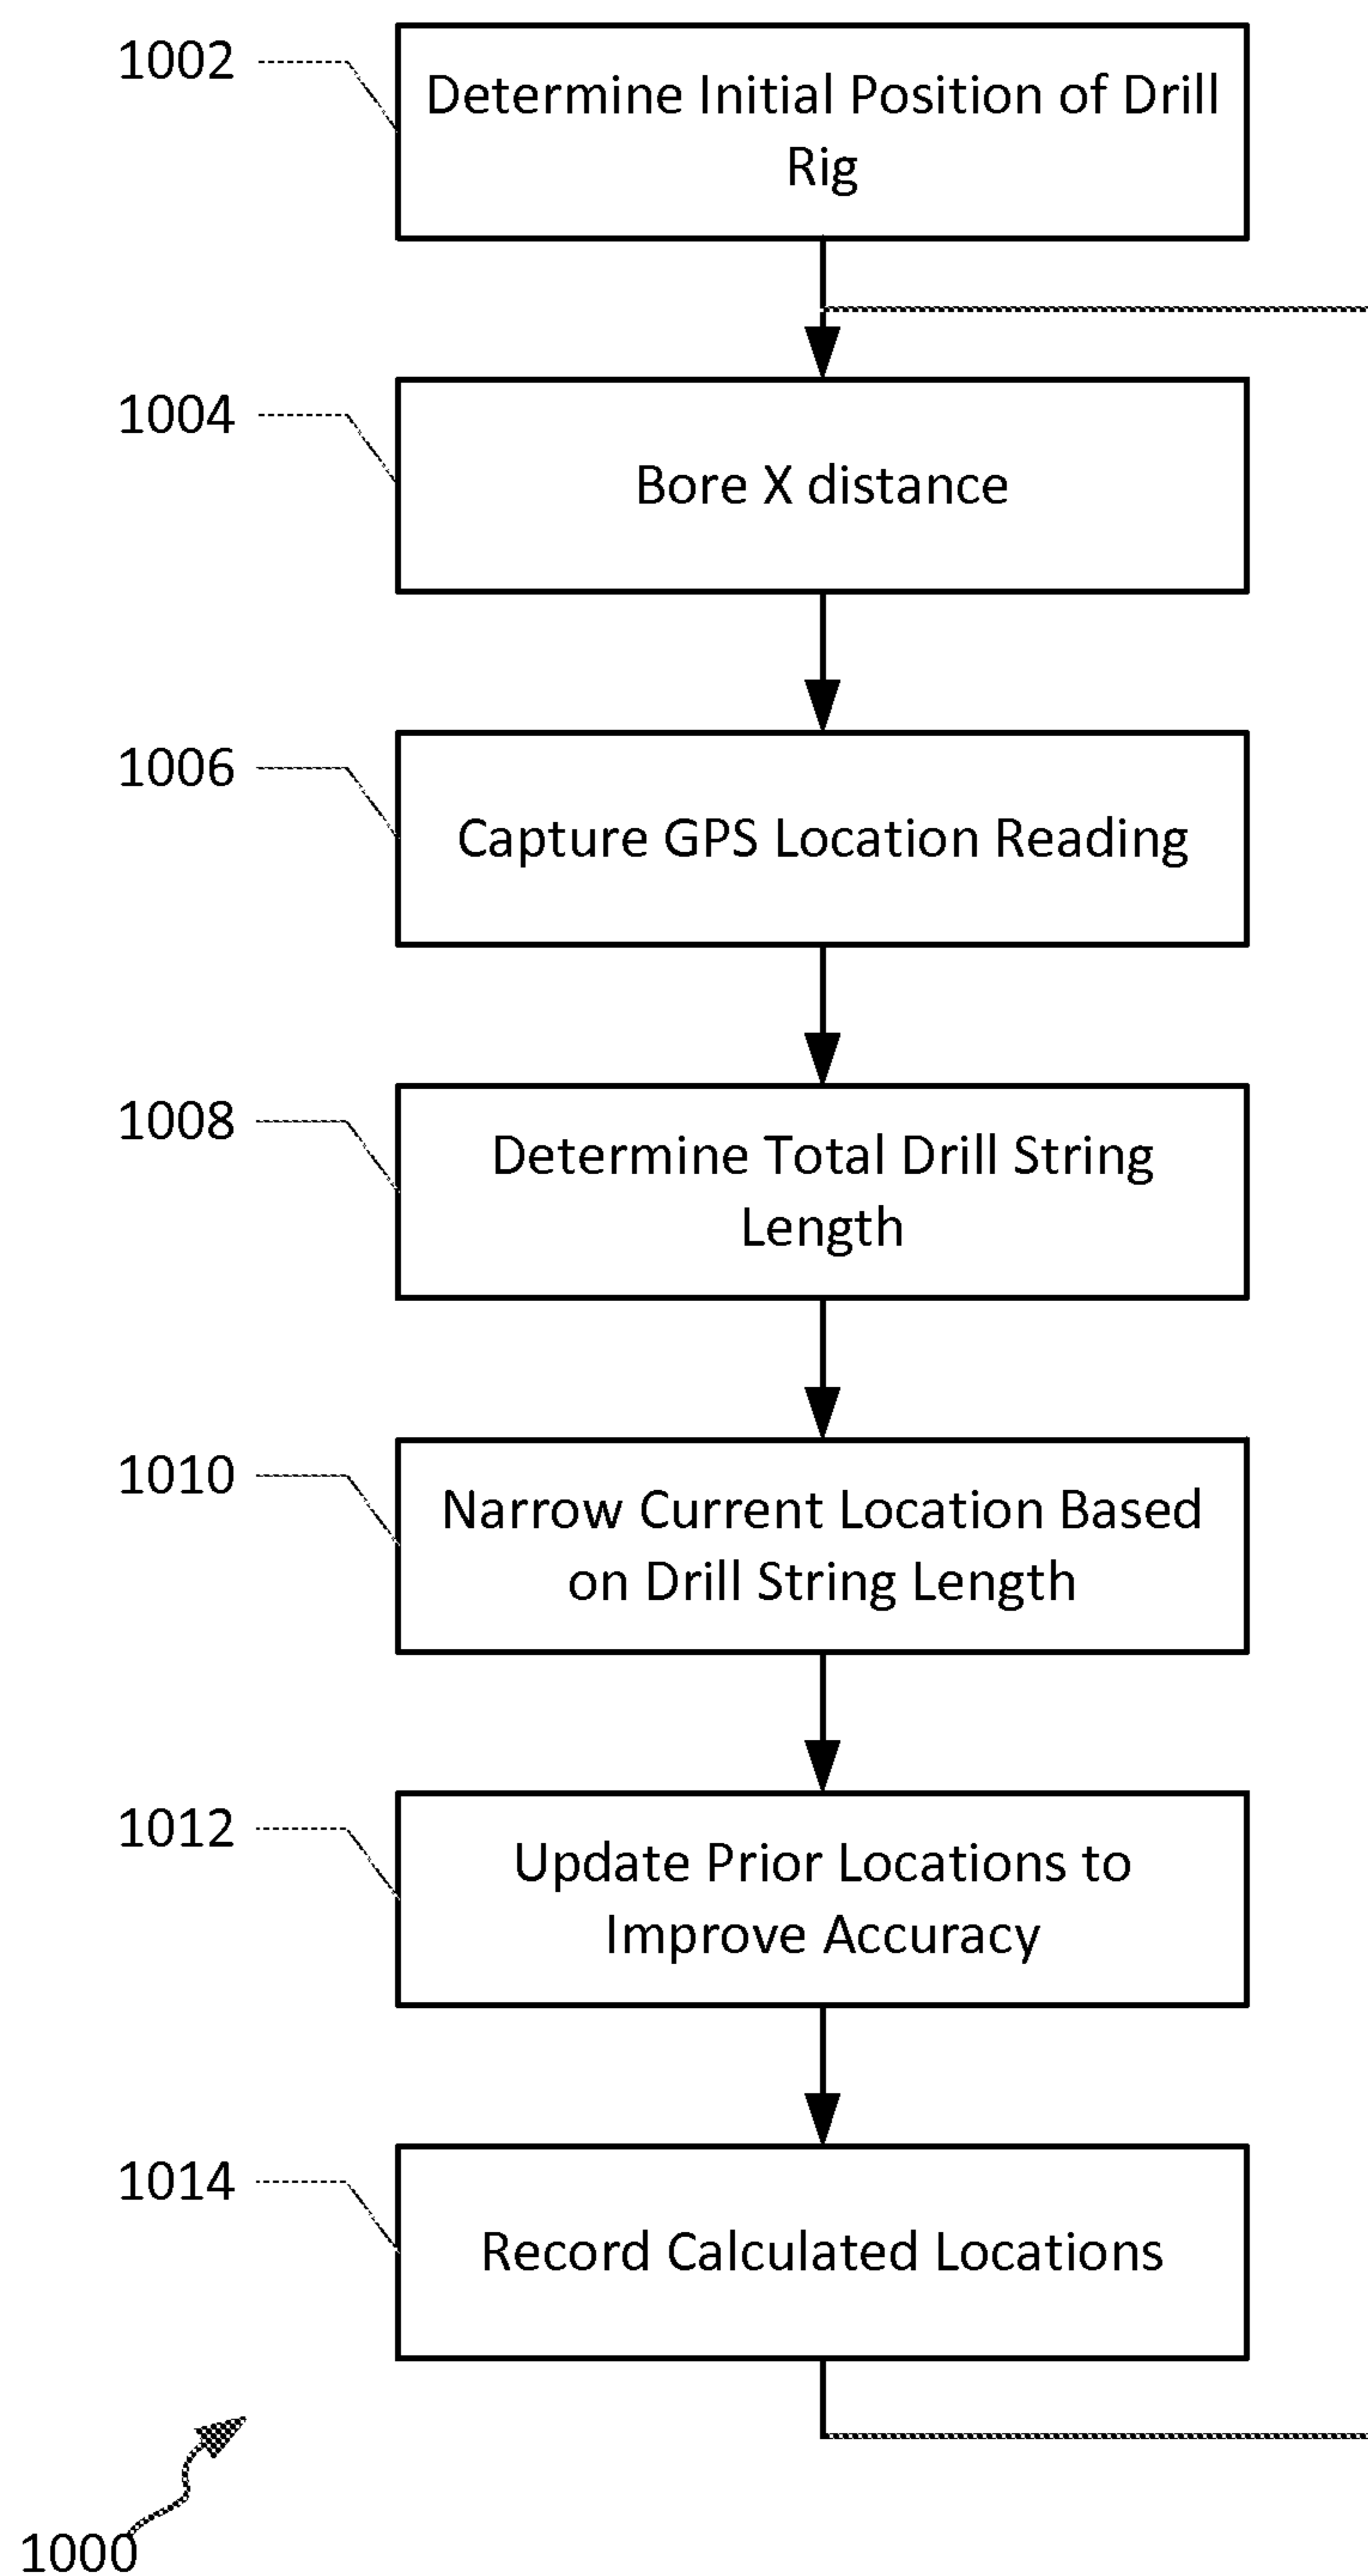 1002
Determine Initial Position of Drill
Rig
1004
Bore X distance
1006
Capture GPS Location Reading
1008
Determine Total Drill String
Length
1010
Narrow Current Location Based
on Drill String Length
1012
Update Prior Locations to
Improve Accuracy
1014
Record Calculated Locations
1000